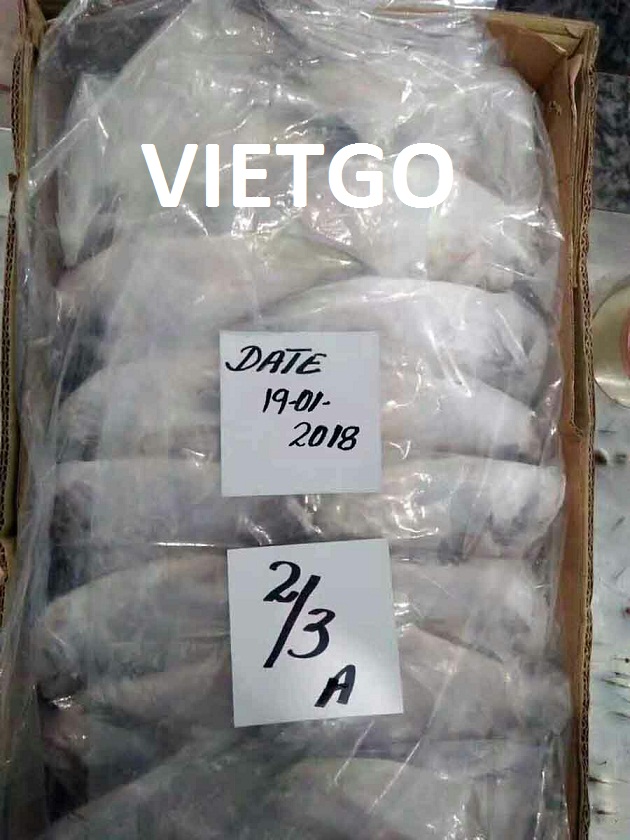 VIETGO
DATE
19-01-
2018
2/3
A